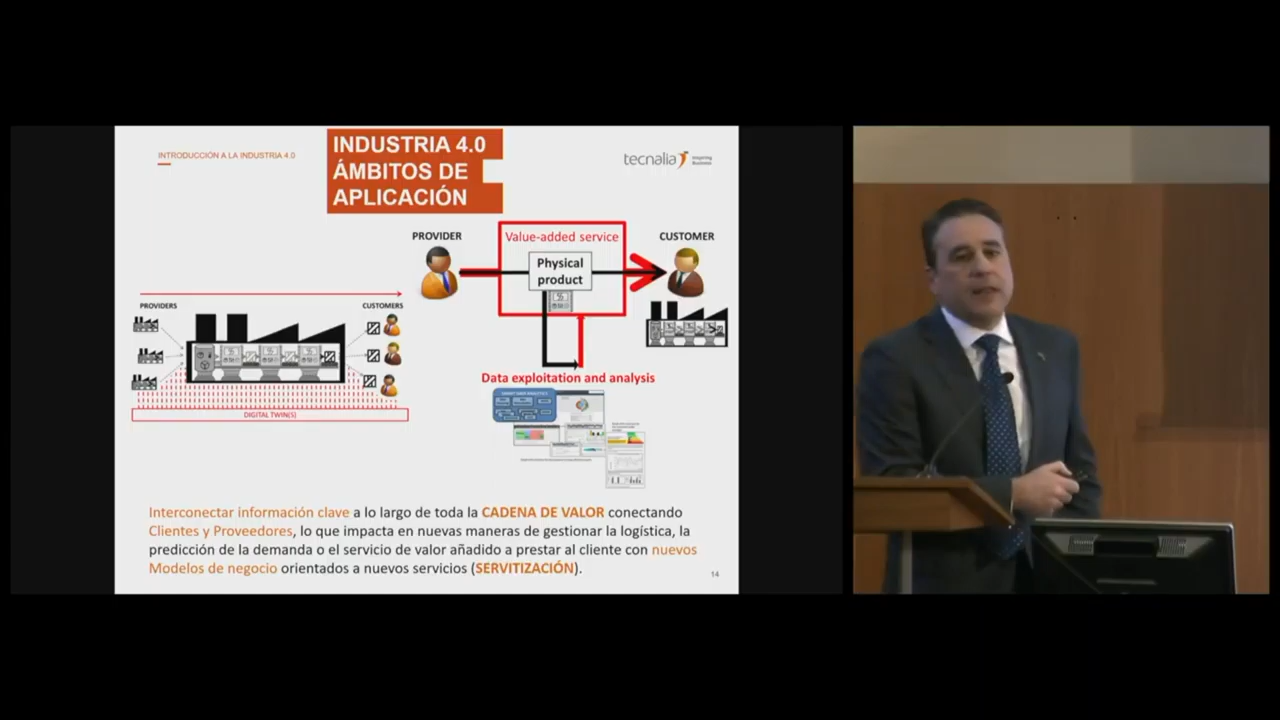 INTRODUCCIÓN A LA INDUSTRIA 4.0
INDUSTRIA 4.0
ÁMBITOS DE
APLICACIÓN
tecnalia
Inspiring
Business
PROVIDER
Value-added service
CUSTOMER
Physical
product
PROVIDERS
CUSTOMERS
DIGITAL TWIN(S)
Data exploitation and analysis
Interconectar información clave a lo largo de toda la CADENA DE VALOR conectando
Clientes y Proveedores, lo que impacta en nuevas maneras de gestionar la logística, la
predicción de la demanda o el servicio de valor añadido a prestar al cliente con nuevos
Modelos de negocio orientados a nuevos servicios (SERVITIZACIÓN).
14